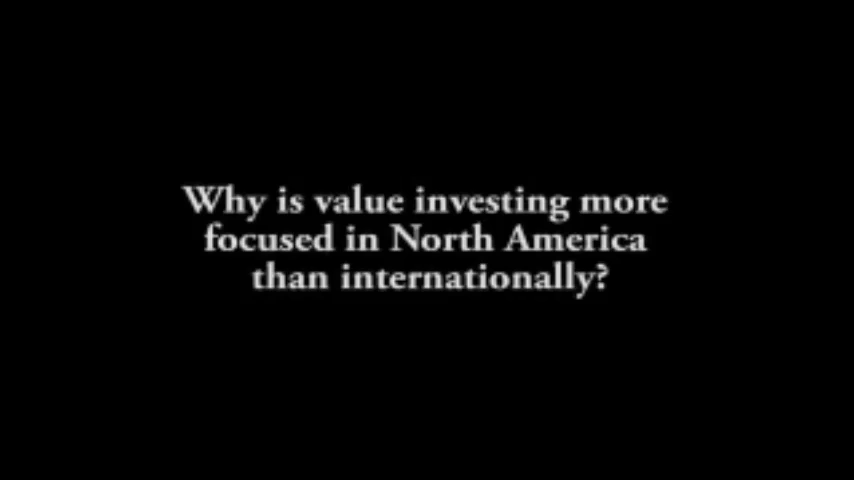 Why is value investing more
focused in North America
than internationally?